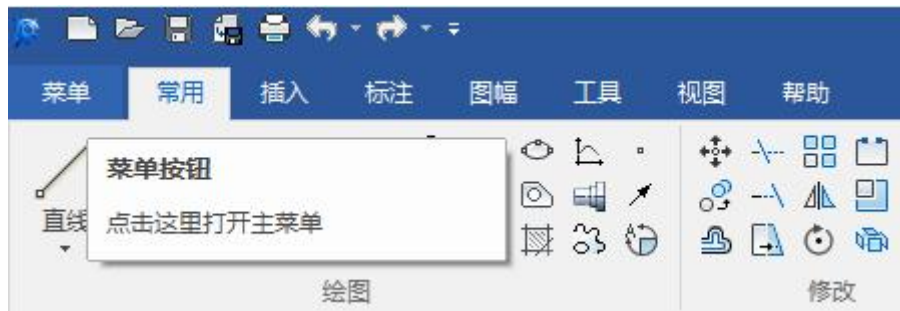 菜单 常用 插入 标注 图幅 工具 视图 帮助
菜单按钮
点击这里打开主菜单
直线
绘图 修改